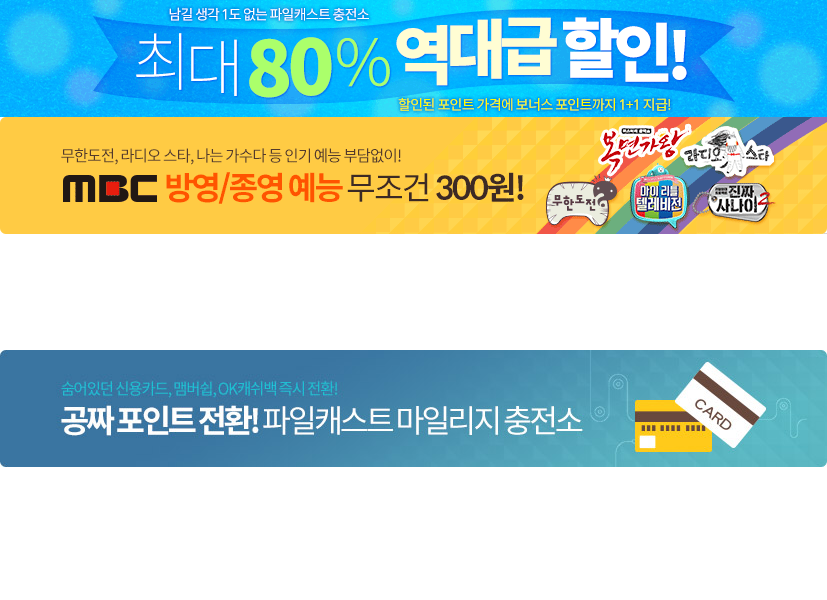 남길 생각 1도 없는 파일캐스트 충전소
최대 80% 역대급 할인!
할인된 포인트 가격에 보너스 포인트까지 1+1 지급!
무한도전, 라디오 스타, 나는 가수다 등 인기 예능 부담없이!
MBC 방영/종영 예능 무조건 300원!
복면가왕
라디오 스타
무한도전
마이 리틀
텔레비전
진짜
사나이 2
숨어있던 신용카드, 맴버쉽, OK캐쉬백 즉시 전환!
공짜 포인트 전환! 파일캐스트 마일리지 충전소
CARD